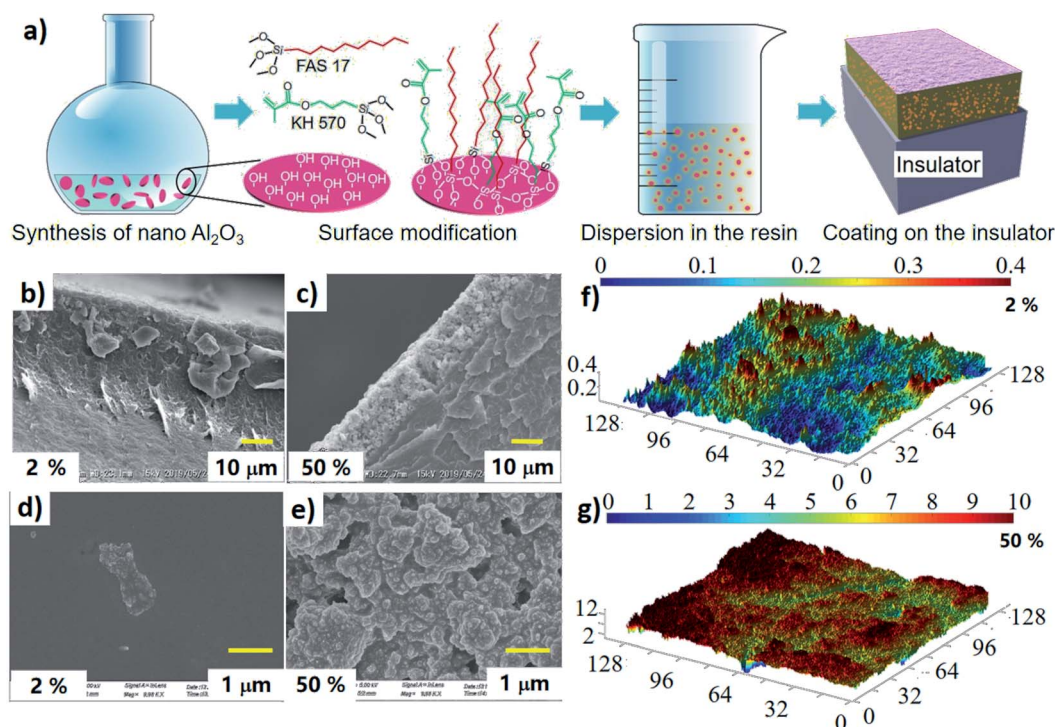 a)
FAS 17
KH 570
Insulator
Synthesis of nano Al₂O₃
Surface modification
Dispersion in the resin
Coating on the insulator
b)
2 %
10 µm
c)
50 %
10 µm
d)
2 %
1 µm
e)
50 %
1 µm
f)
0 0.1 0.2 0.3 0.4
2 %
0.4
0.2
128 96 64 32 0
0 32 64 96 128
g)
0 1 2 3 4 5 6 7 8 9 10
50 %
12
2
128 96 64 32 0
0 32 64 96 128